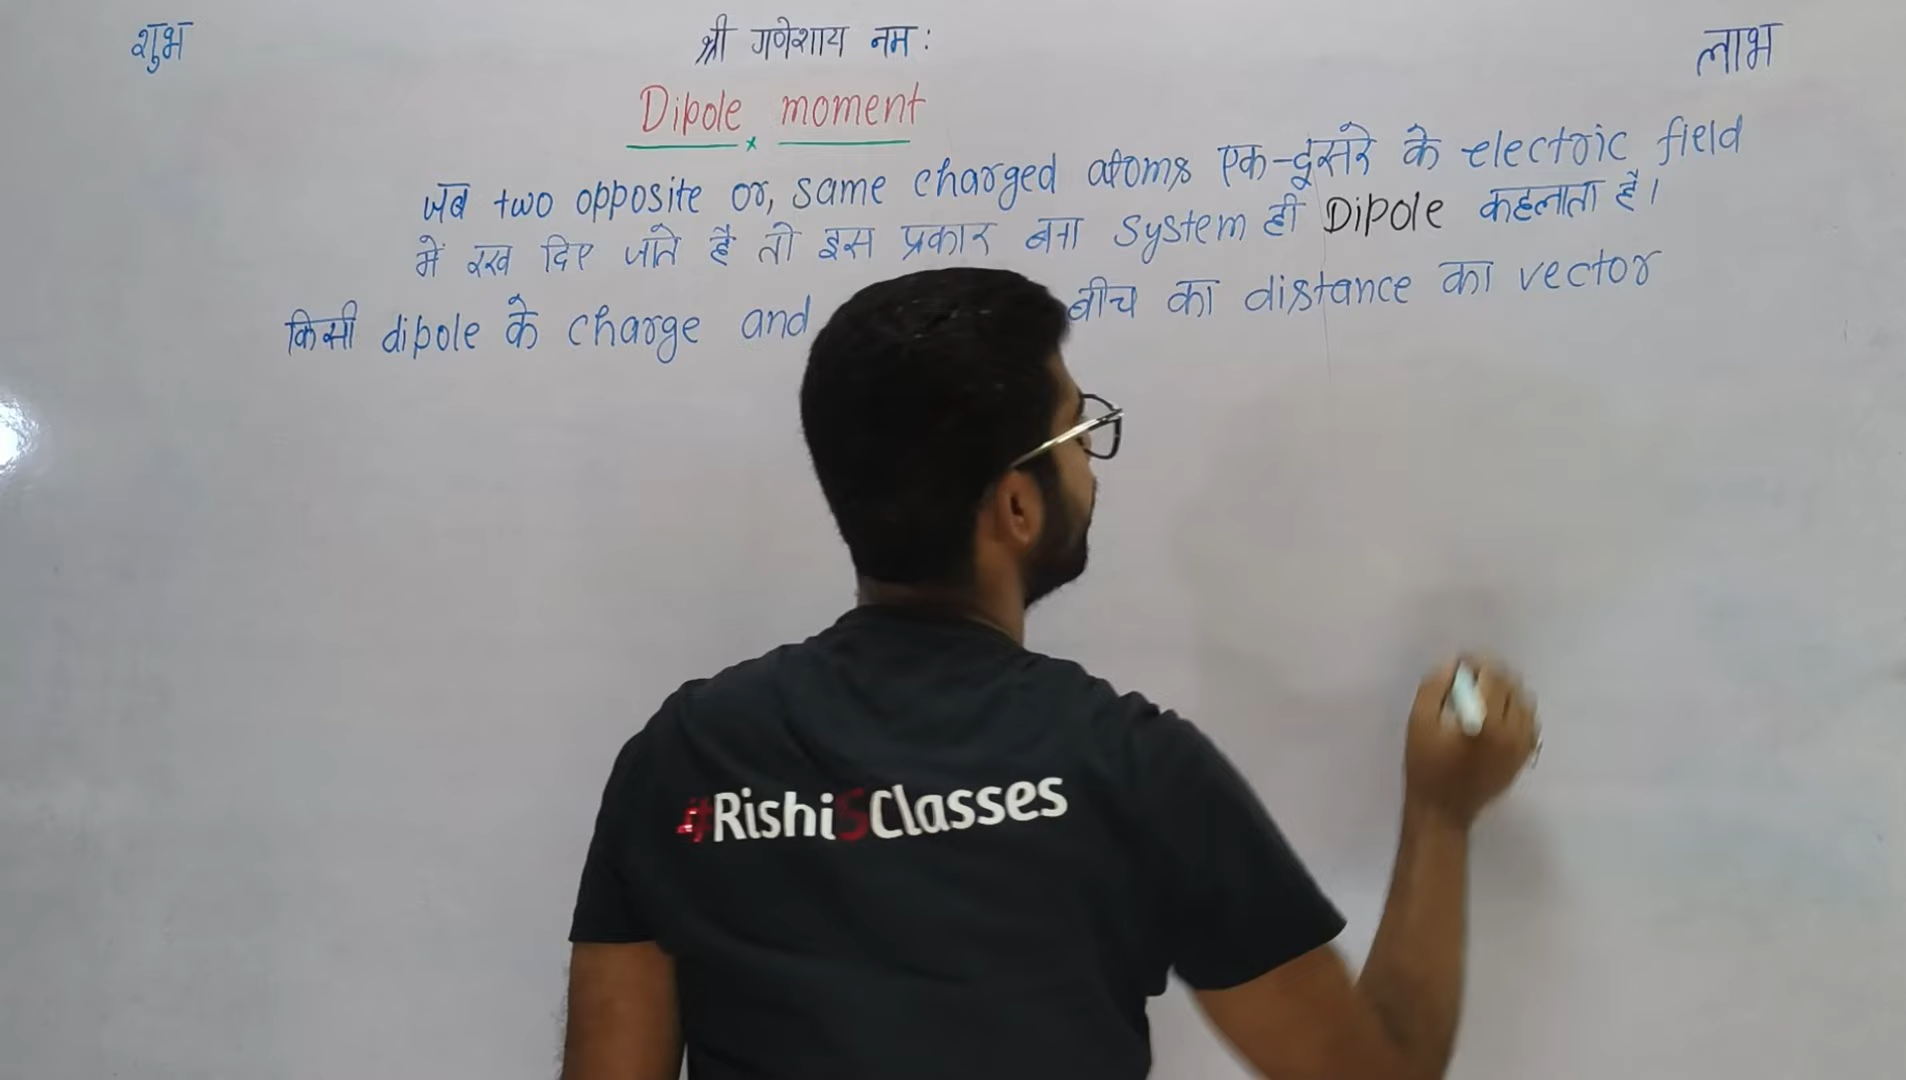 शुभ श्री गणेशाय नमः लाभ
Dipole moment
जब two opposite or, same charged atoms एक-दूसरे के electric field
में रख दिए जाते है तो इस प्रकार बना system ही Dipole कहलाता है।
किसी dipole के charge and बीच का distance का vector
#Rishi5Classes